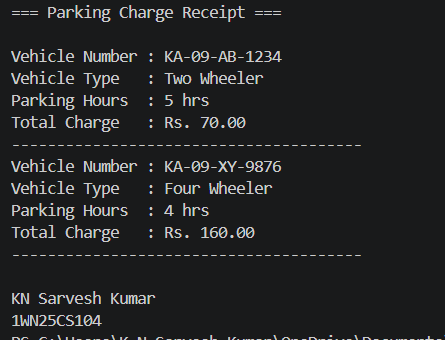 === Parking Charge Receipt ===
Vehicle Number : KA-09-AB-1234
Vehicle Type   : Two Wheeler
Parking Hours  : 5 hrs
Total Charge   : Rs. 70.00
---------------------------------------
Vehicle Number : KA-09-XY-9876
Vehicle Type   : Four Wheeler
Parking Hours  : 4 hrs
Total Charge   : Rs. 160.00
---------------------------------------
KN Sarvesh Kumar
1WN25CS104